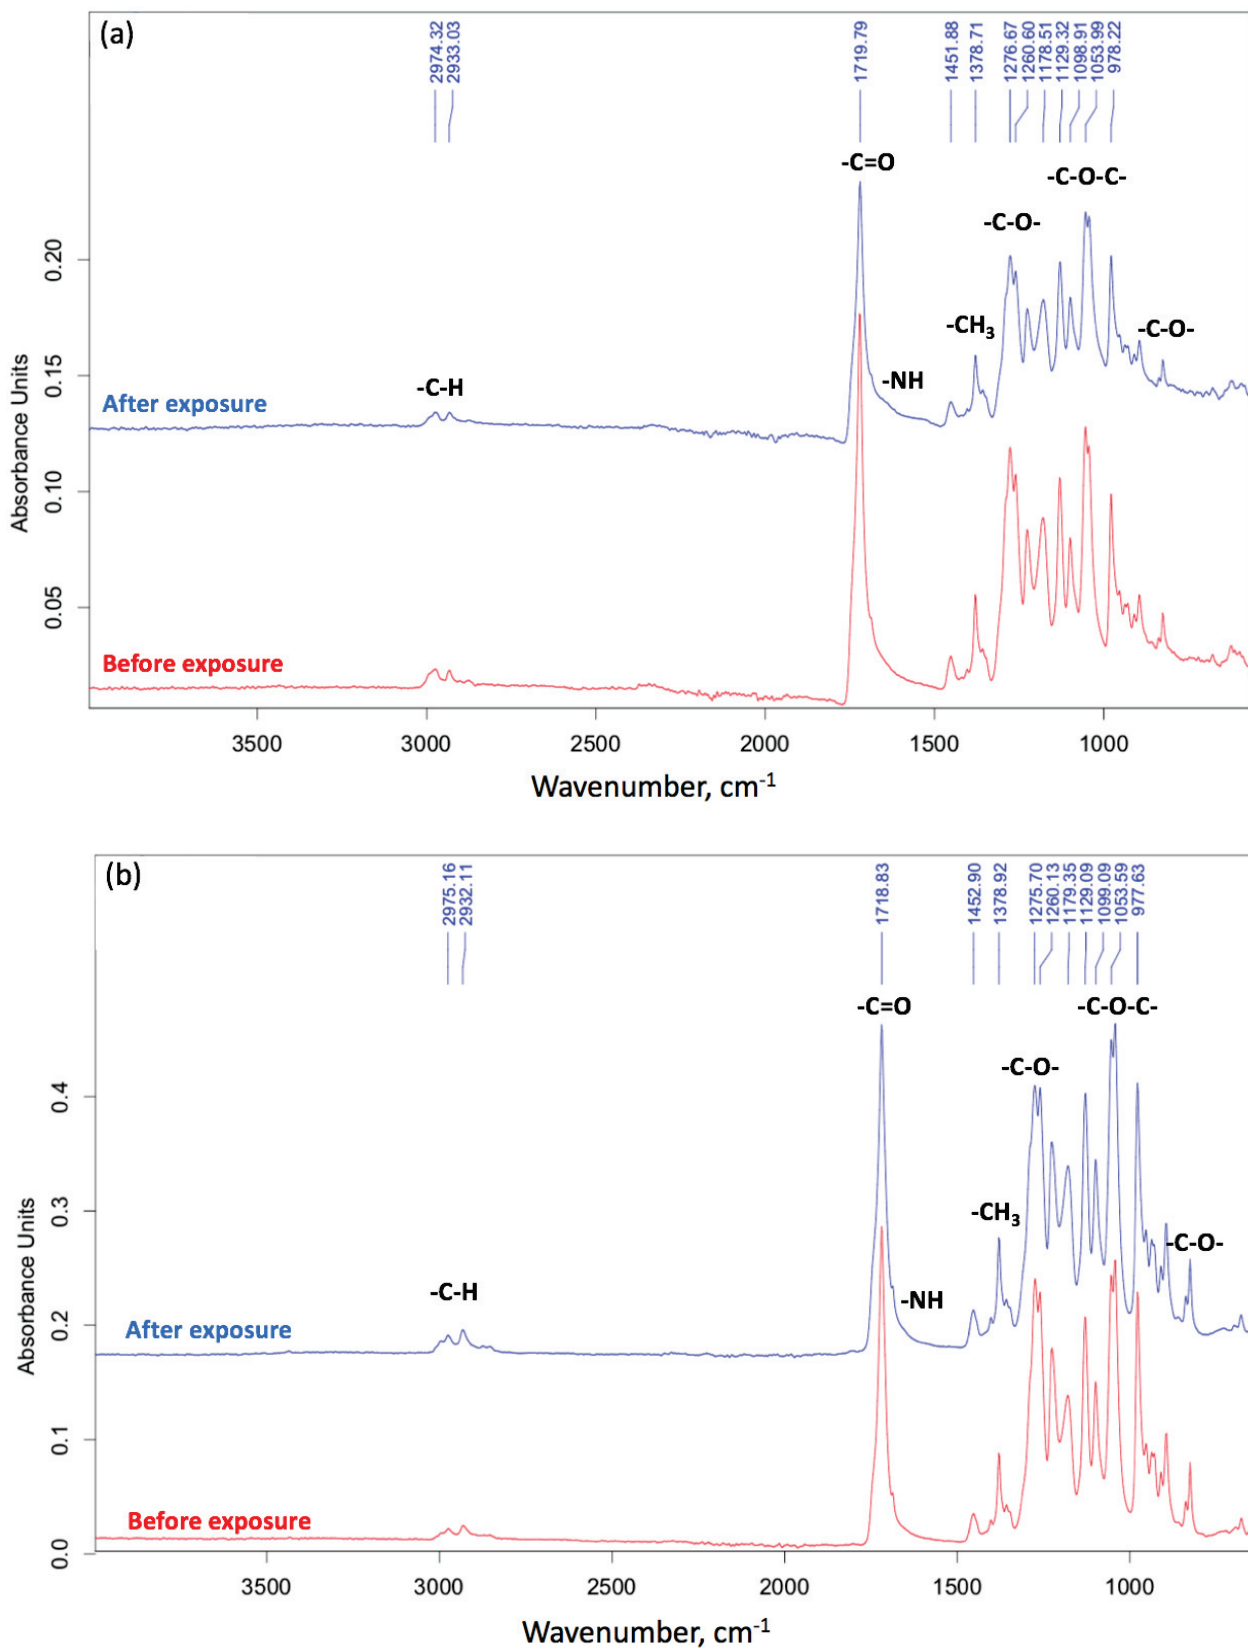 (a)
2974.32
2933.03
1719.79
1451.88
1378.71
1276.67
1260.60
1178.51
1129.32
1098.91
1053.99
978.22
-C=O
-C-O-C-
-C-O-
-CH3
-C-O-
-NH
-C-H
After exposure
Before exposure
Absorbance Units
0.20
0.15
0.10
0.05
3500 3000 2500 2000 1500 1000
Wavenumber, cm-1
(b)
2975.16
2932.11
1718.83
1452.90
1378.92
1275.70
1260.13
1179.35
1129.09
1099.09
1053.59
977.63
-C=O
-C-O-C-
-C-O-
-CH3
-C-O-
-C-H
-NH
After exposure
Before exposure
Absorbance Units
0.4
0.3
0.2
0.1
0.0
3500 3000 2500 2000 1500 1000
Wavenumber, cm-1